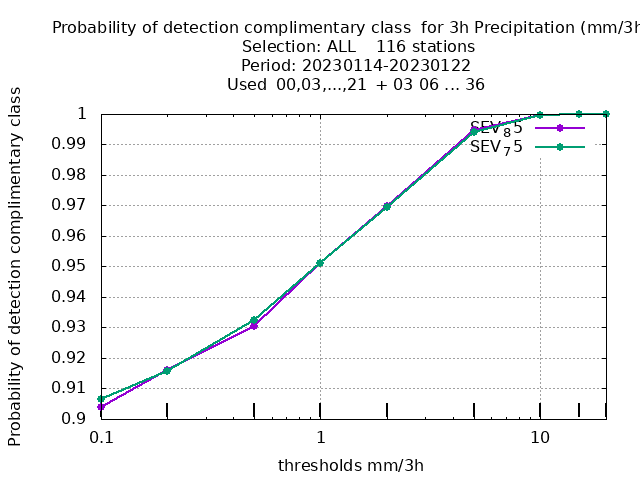 Probability of detection complimentary class  for 3h Precipitation (mm/3h
Selection: ALL    116 stations
Period: 20230114-20230122
Used  00,03,...,21  + 03 06 ... 36
Probability of detection complimentary class
1
0.99
0.98
0.97
0.96
0.95
0.94
0.93
0.92
0.91
0.9
SEV85
SEV75
0.1
1
10
thresholds mm/3h